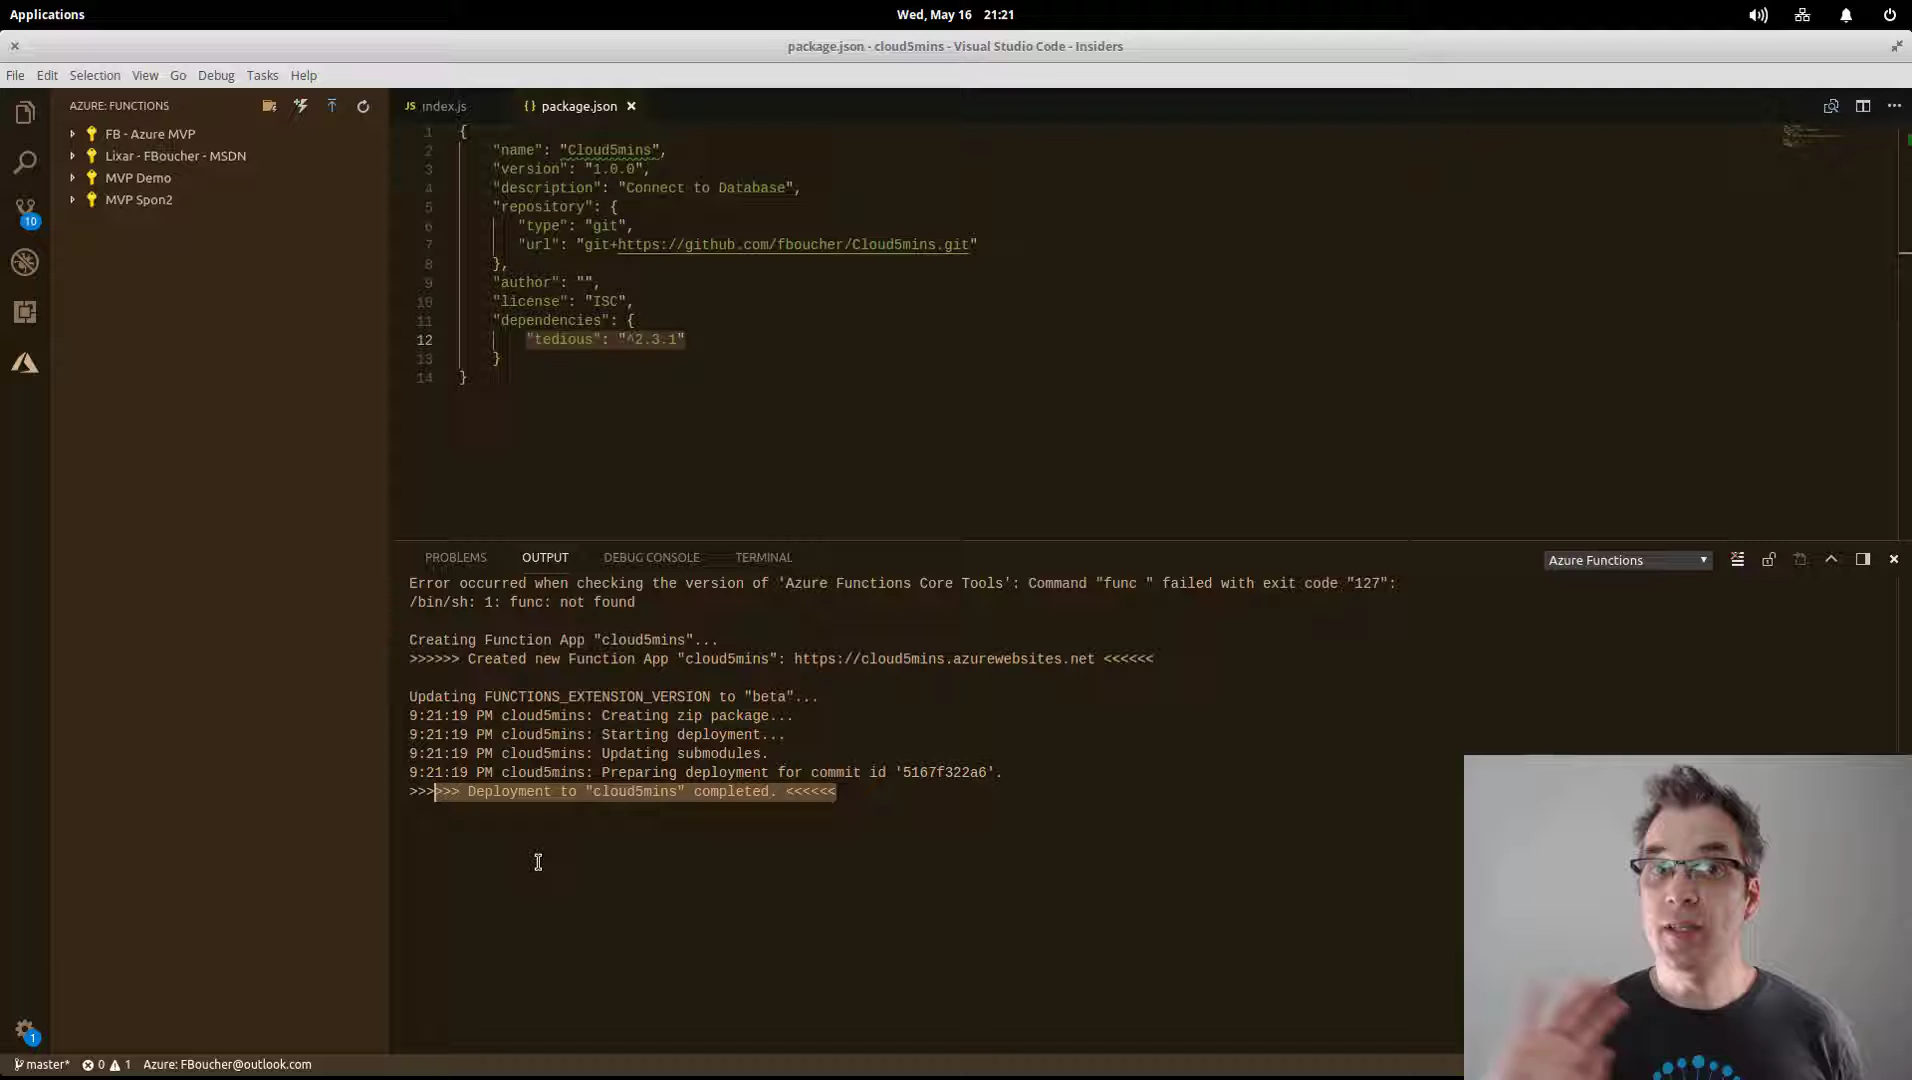 Applications
Wed, May 16 21:21
package.json - cloud5mins - Visual Studio Code - Insiders
File Edit Selection View Go Debug Tasks Help
AZURE: FUNCTIONS
FB - Azure MVP
Lixar - FBoucher - MSDN
MVP Demo
MVP Spon2
10
1
JS index.js
{} package.json ×
1 {
2 "name": "Cloud5mins",
3 "version": "1.0.0",
4 "description": "Connect to Database",
5 "repository": {
6 "type": "git",
7 "url": "git+https://github.com/fboucher/Cloud5mins.git"
8 },
9 "author": "",
10 "license": "ISC",
11 "dependencies": {
12 "tedious": "^2.3.1"
13 }
14 }
PROBLEMS OUTPUT DEBUG CONSOLE TERMINAL
Azure Functions
Error occurred when checking the version of 'Azure Functions Core Tools': Command "func " failed with exit code "127":
/bin/sh: 1: func: not found
Creating Function App "cloud5mins"...
>>>>>> Created new Function App "cloud5mins": https://cloud5mins.azurewebsites.net <<<<<<
Updating FUNCTIONS_EXTENSION_VERSION to "beta"...
9:21:19 PM cloud5mins: Creating zip package...
9:21:19 PM cloud5mins: Starting deployment...
9:21:19 PM cloud5mins: Updating submodules.
9:21:19 PM cloud5mins: Preparing deployment for commit id '5167f322a6'.
>>>>>> Deployment to "cloud5mins" completed. <<<<<<
master* 0 1 Azure: FBoucher@outlook.com